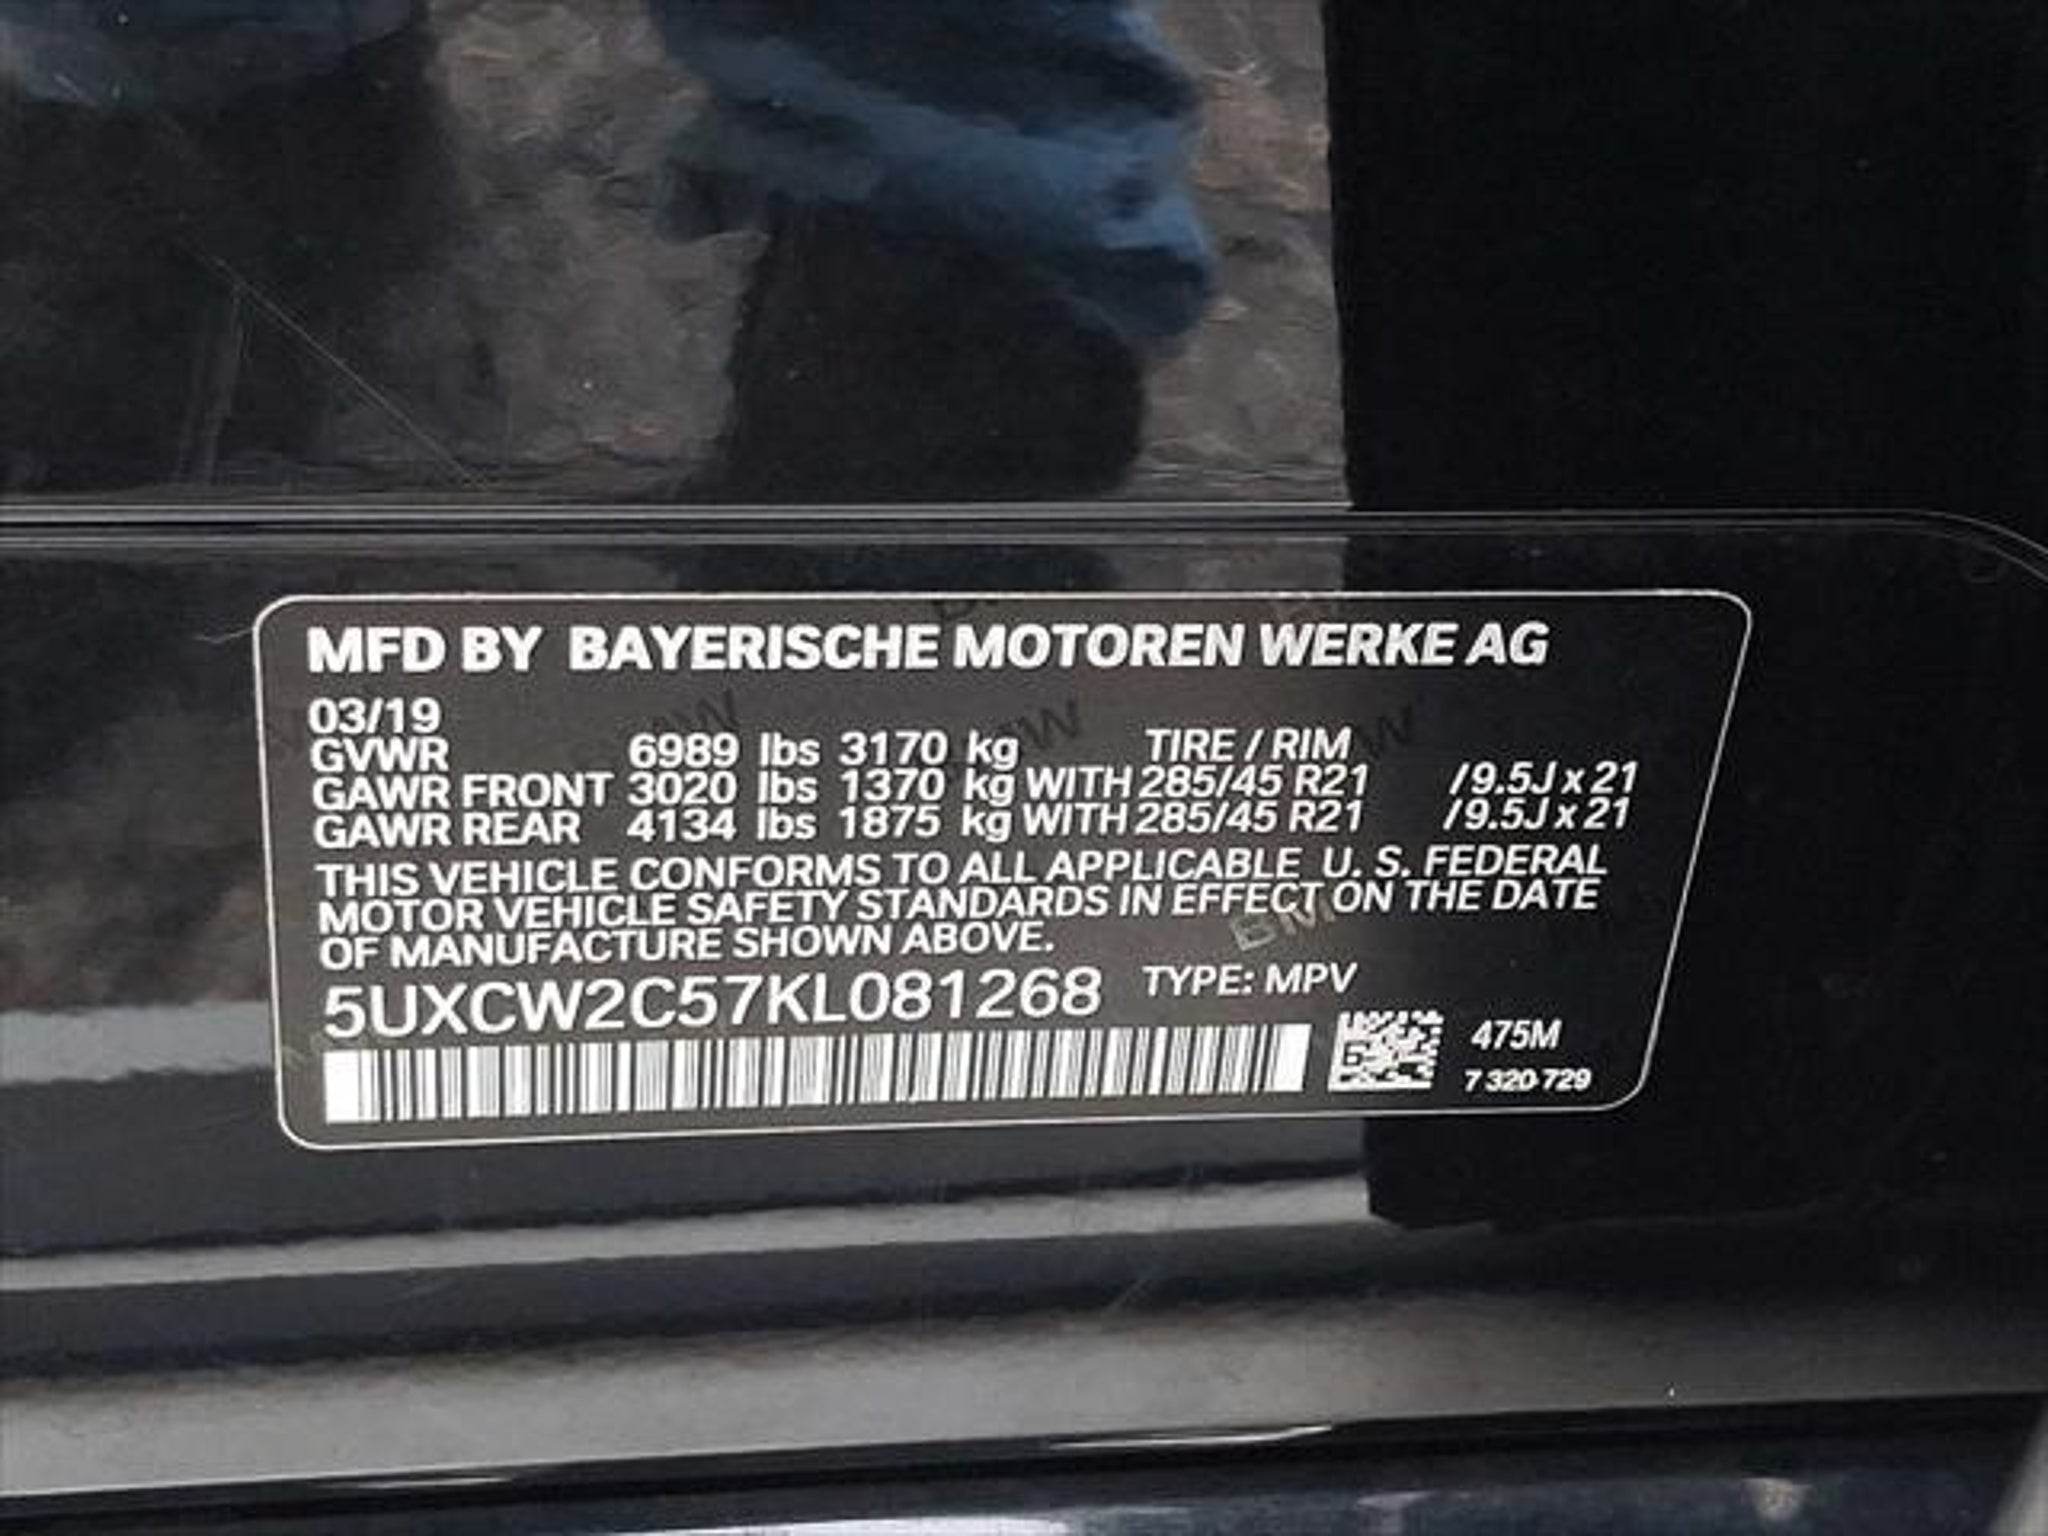 MFD BY BAYERISCHE MOTOREN WERKE AG
03/19
GVWR 6989 lbs 3170 kg TIRE / RIM
GAWR FRONT 3020 lbs 1370 kg WITH 285/45 R21 /9.5J x 21
GAWR REAR 4134 lbs 1875 kg WITH 285/45 R21 /9.5J x 21
THIS VEHICLE CONFORMS TO ALL APPLICABLE U. S. FEDERAL
MOTOR VEHICLE SAFETY STANDARDS IN EFFECT ON THE DATE
OF MANUFACTURE SHOWN ABOVE.
5UXCW2C57KL081268 TYPE: MPV
475M
7 320 729